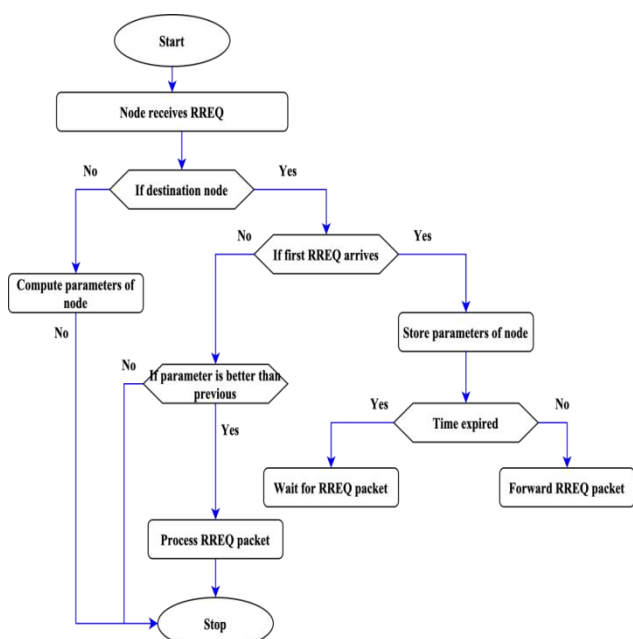 Start
Node receives RREQ
No
Yes
If destination node
No
Yes
If first RREQ arrives
Compute parameters of
node
Store parameters of node
No
No
If parameter is better than
previous
Yes
No
Time expired
Yes
Wait for RREQ packet
Forward RREQ packet
Process RREQ packet
Stop